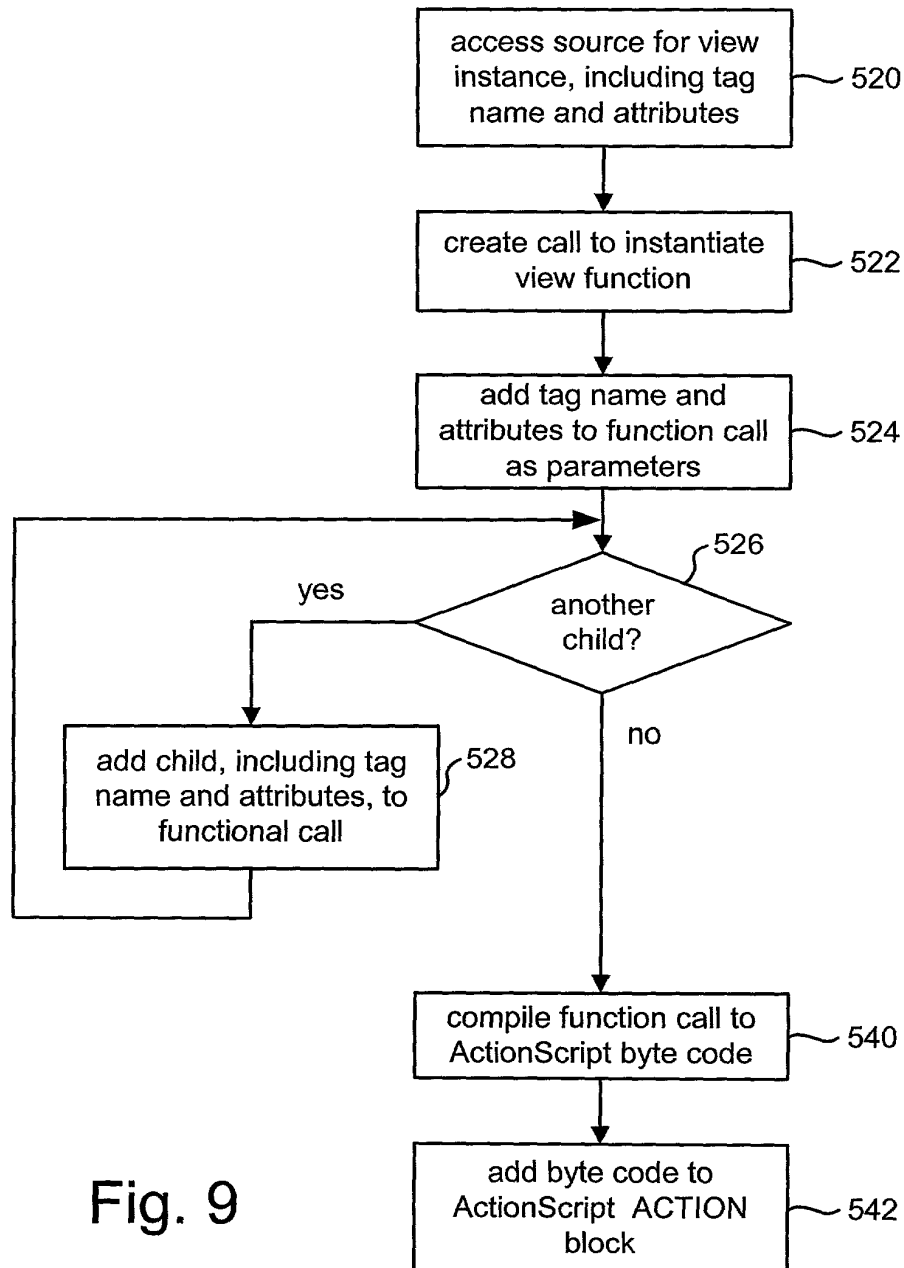 access source for view
instance, including tag
name and attributes
520
create call to instantiate
view function
522
add tag name and
attributes to function call
as parameters
524
526
another
child?
yes
no
add child, including tag
name and attributes, to
functional call
528
compile function call to
ActionScript byte code
540
add byte code to
ActionScript ACTION
block
542
Fig. 9